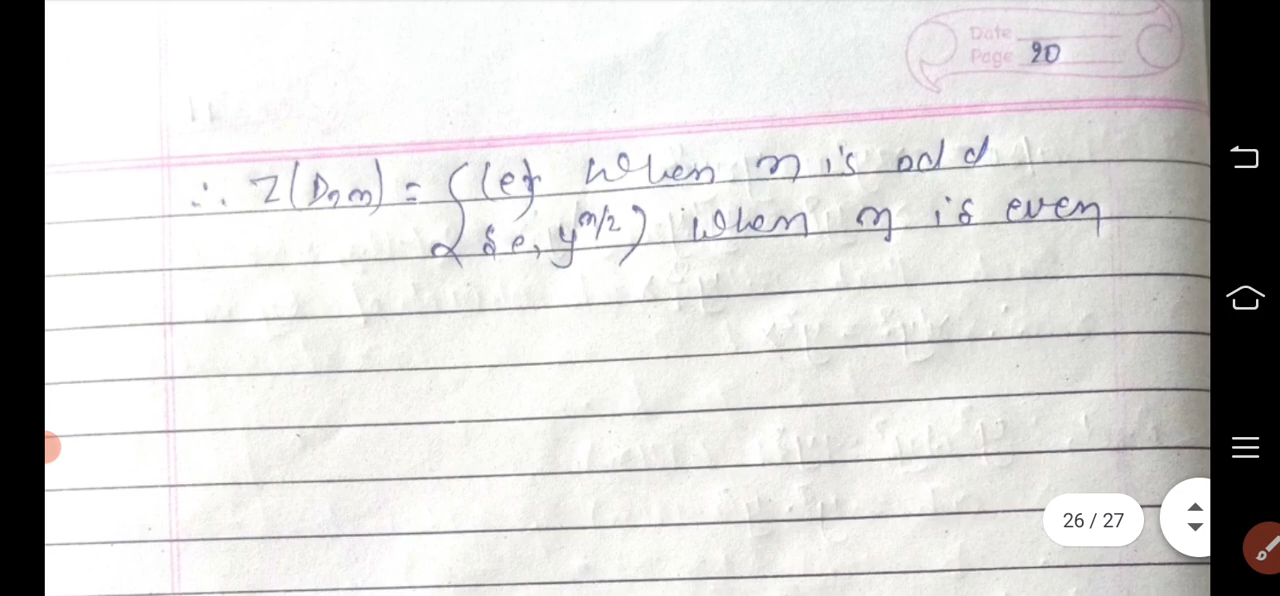 Date
Page 20
∴ Z(D2n) = { {e} when n is odd
{e, y^n/2} when n is even
26 / 27